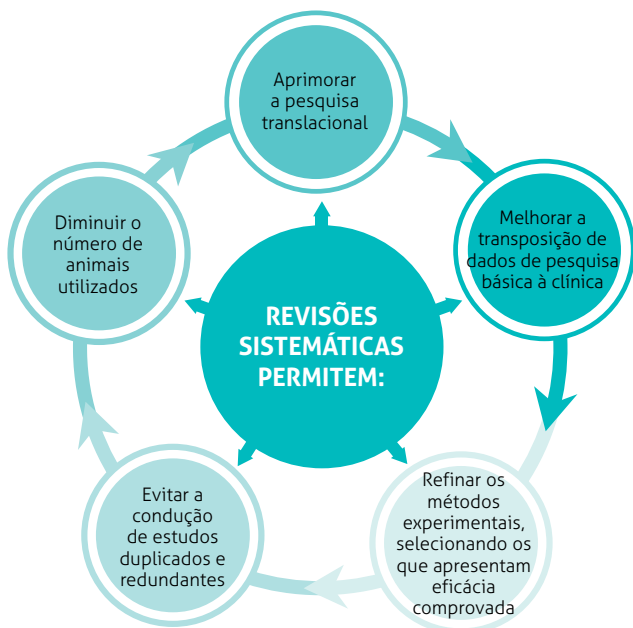 REVISÕES
SISTEMÁTICAS
PERMITEM:
Aprimorar
a pesquisa
translacional
Melhorar a
transposição de
dados de pesquisa
básica à clínica
Refinar os
métodos
experimentais,
selecionando os
que apresentam
eficácia
comprovada
Evitar a
condução
de estudos
duplicados e
redundantes
Diminuir o
número de
animais
utilizados